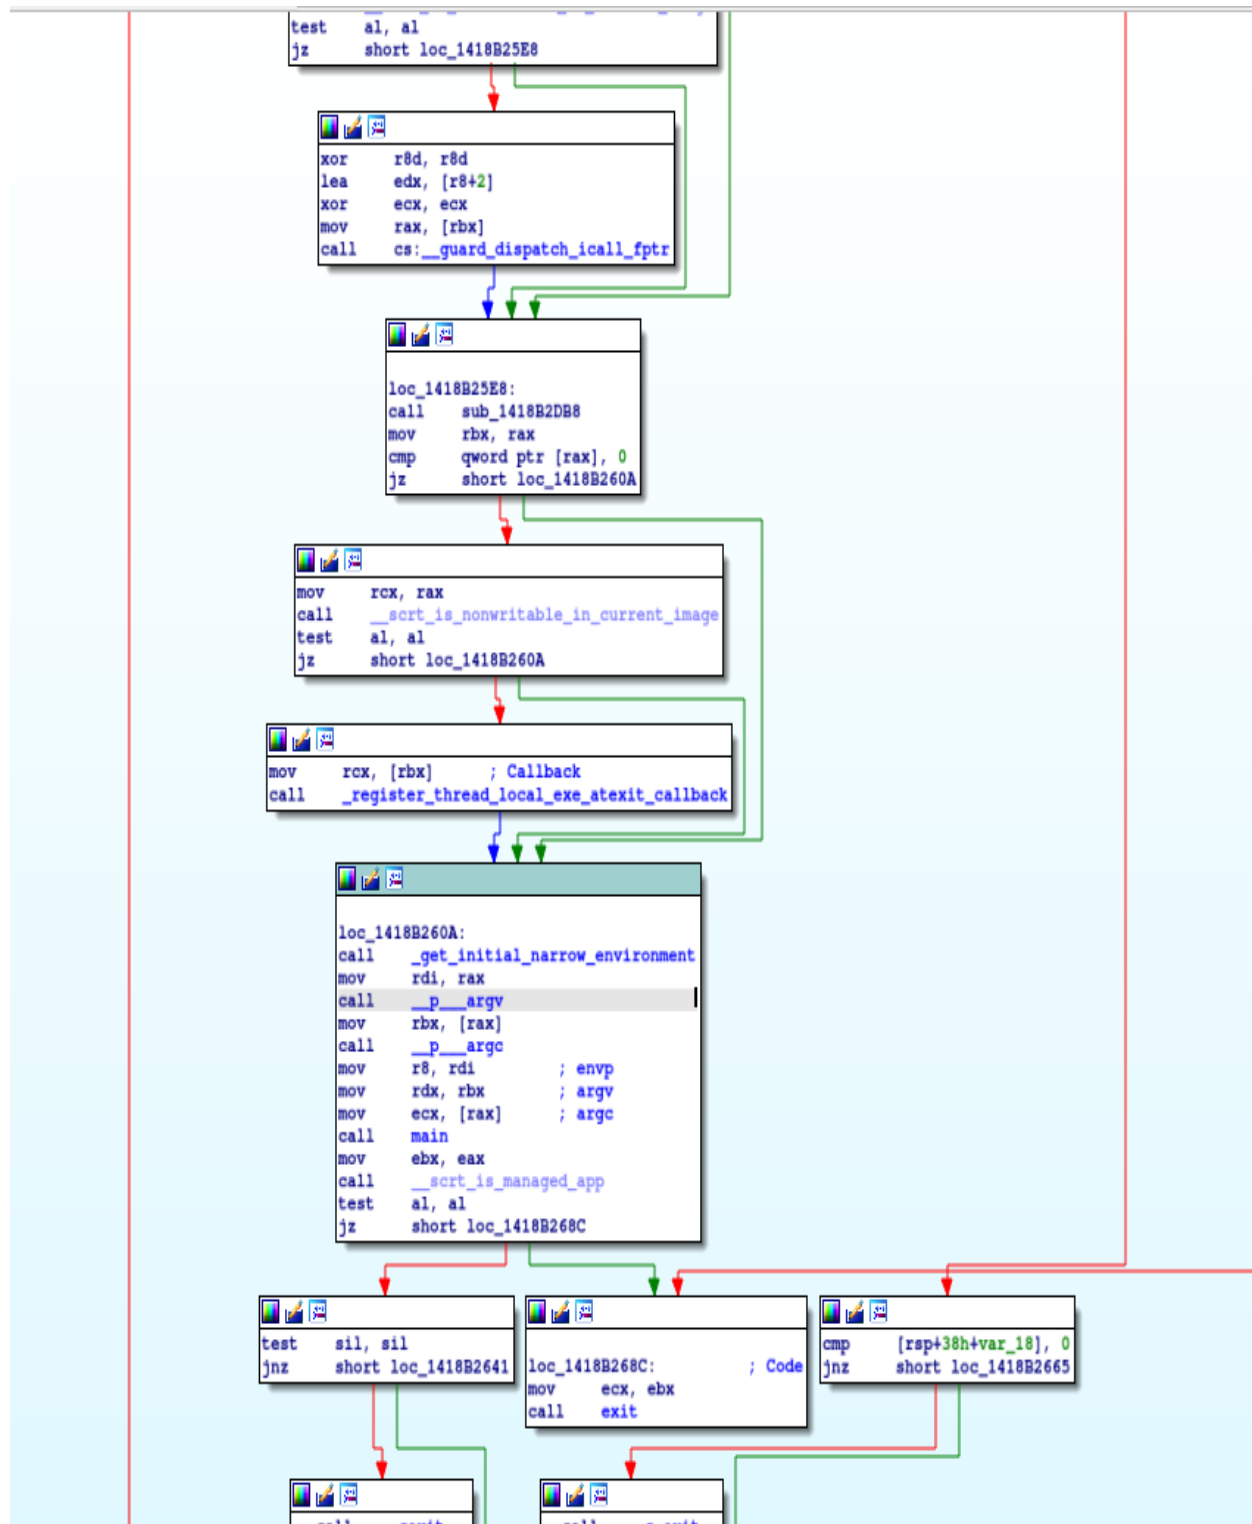 test al, al
jz short loc_1418B25E8
xor r8d, r8d
lea edx, [r8+2]
xor ecx, ecx
mov rax, [rbx]
call cs:__guard_dispatch_icall_fptr
loc_1418B25E8:
call sub_1418B2DB8
mov rbx, rax
cmp qword ptr [rax], 0
jz short loc_1418B260A
mov rcx, rax
call __scrt_is_nonwritable_in_current_image
test al, al
jz short loc_1418B260A
mov rcx, [rbx] ; Callback
call _register_thread_local_exe_atexit_callback
loc_1418B260A:
call _get_initial_narrow_environment
mov rdi, rax
call __p___argv
mov rbx, [rax]
call __p___argc
mov r8, rdi ; envp
mov rdx, rbx ; argv
mov ecx, [rax] ; argc
call main
mov ebx, eax
call __scrt_is_managed_app
test al, al
jz short loc_1418B268C
test sil, sil
jnz short loc_1418B2641
loc_1418B268C: ; Code
mov ecx, ebx
call exit
cmp [rsp+38h+var_18], 0
jnz short loc_1418B2665